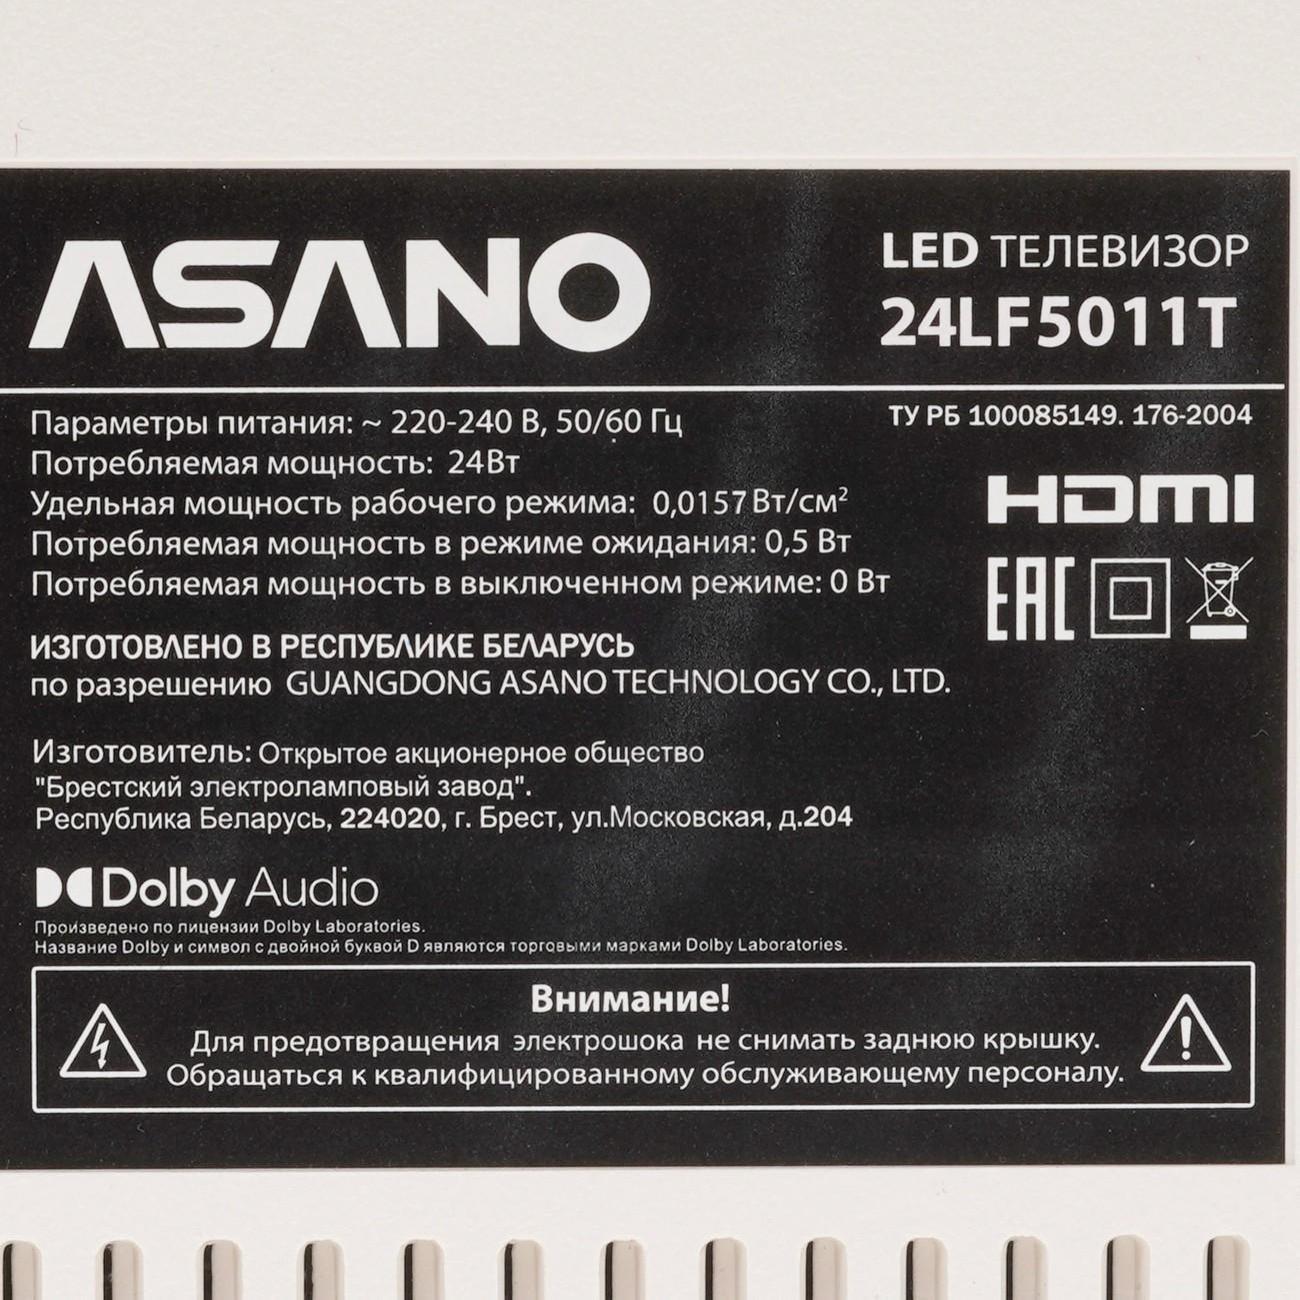 ASANO
LED ТЕЛЕВИЗОР
24LF5011T
Параметры питания: ~ 220-240 В, 50/60 Гц
ТУ РБ 100085149. 176-2004
Потребляемая мощность: 24Вт
Удельная мощность рабочего режима: 0,0157 Вт/см²
Потребляемая мощность в режиме ожидания: 0,5 Вт
Потребляемая мощность в выключенном режиме: 0 Вт
HDMI
EAC
ИЗГОТОВЛЕНО В РЕСПУБЛИКЕ БЕЛАРУСЬ
по разрешению GUANGDONG ASANO TECHNOLOGY CO., LTD.
Изготовитель: Открытое акционерное общество
"Брестский электроламповый завод".
Республика Беларусь, 224020, г. Брест, ул.Московская, д.204
Dolby Audio
Произведено по лицензии Dolby Laboratories.
Название Dolby и символ с двойной буквой D являются торговыми марками Dolby Laboratories.
Внимание!
Для предотвращения электрошока не снимать заднюю крышку.
Обращаться к квалифицированному обслуживающему персоналу.